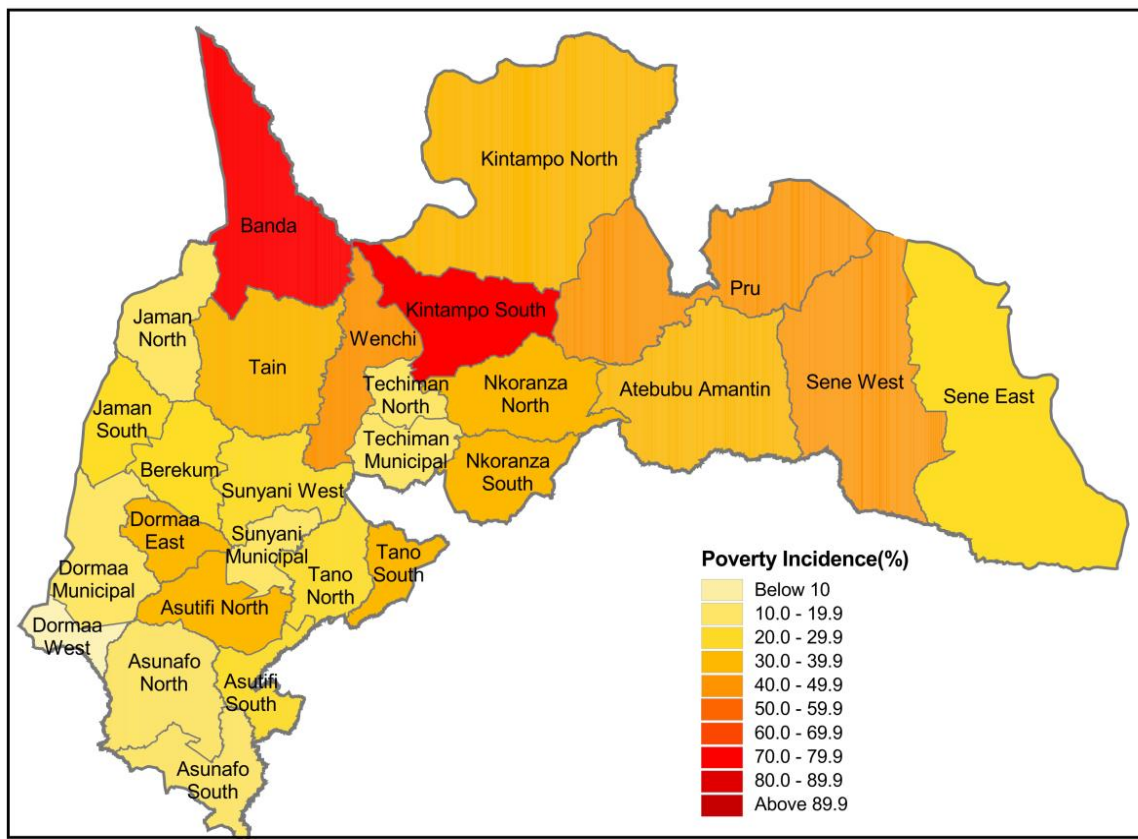 Kintampo North
Banda
Pru
Kintampo South
Jaman
North
Wenchi
Tain
Techiman
North
Nkoranza
North
Atebubu Amantin
Sene West
Sene East
Jaman
South
Techiman
Municipal
Berekum
Nkoranza
South
Sunyani West
Dormaa
East
Sunyani
Municipal
Tano
South
Dormaa
Municipal
Tano
North
Asutifi North
Dormaa
West
Asunafo
North
Asutifi
South
Asunafo
South
Poverty Incidence(%)
Below 10
10.0 - 19.9
20.0 - 29.9
30.0 - 39.9
40.0 - 49.9
50.0 - 59.9
60.0 - 69.9
70.0 - 79.9
80.0 - 89.9
Above 89.9